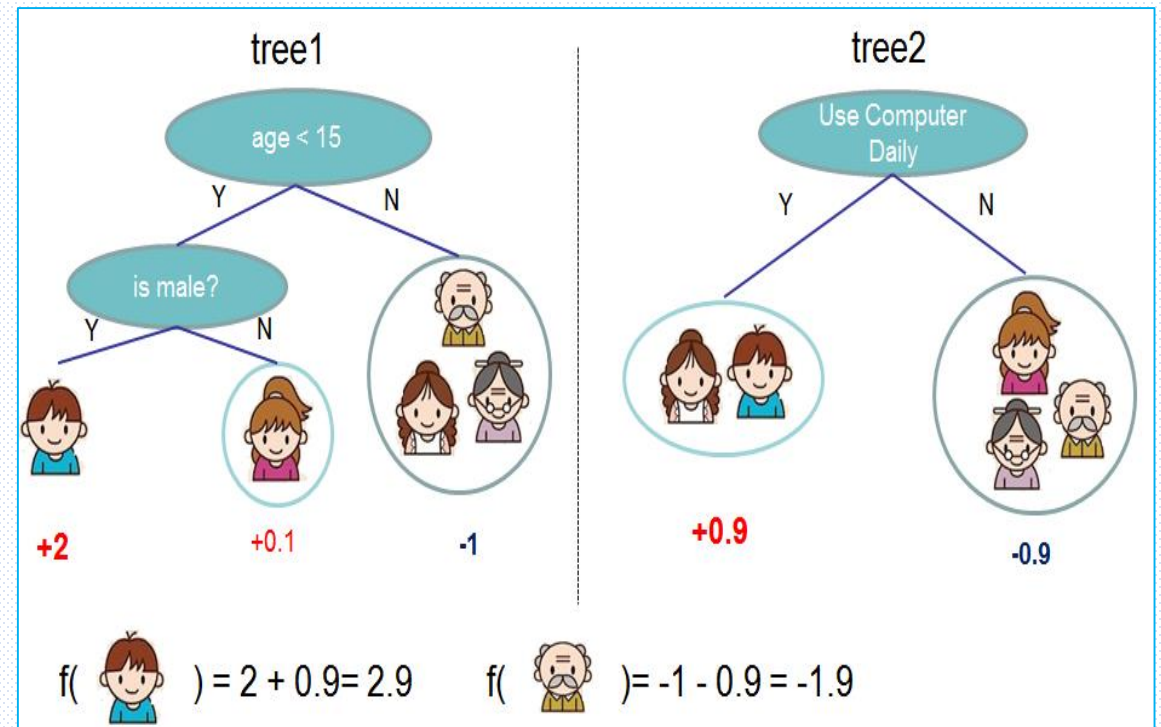 tree1
age < 15
Y
N
is male?
Y
N
+2
+0.1
-1
tree2
Use Computer
Daily
Y
N
+0.9
-0.9
f( ) = 2 + 0.9= 2.9
f( )= -1 - 0.9 = -1.9